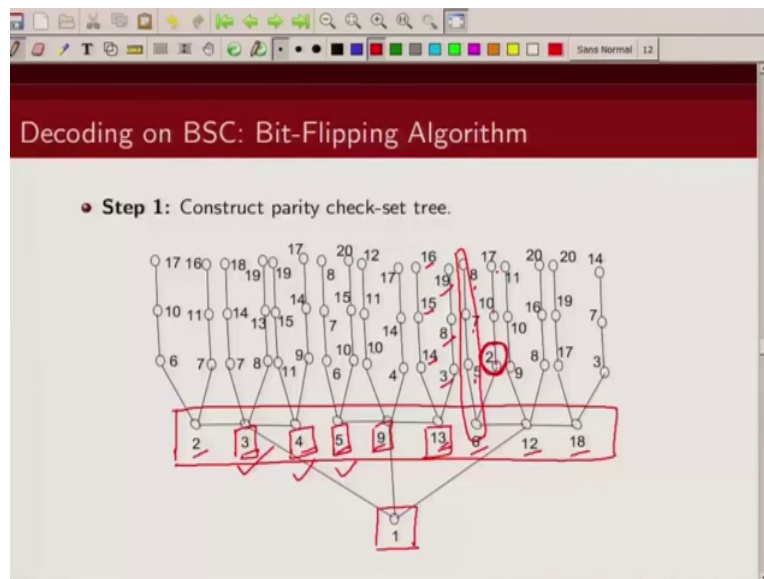 Sans Normal 12
Decoding on BSC: Bit-Flipping Algorithm
Step 1: Construct parity check-set tree.
17 16 18 19 19 17 8 20 12 17 16 19 8 17 11 20 20 14
10 11 14 13 15 14 7 15 11 14 15 8 7 10 10 16 19 7
6 7 7 8 11 9 6 10 10 4 14 3 5 2 9 8 17 3
2 3 4 5 9 13 12 18
1